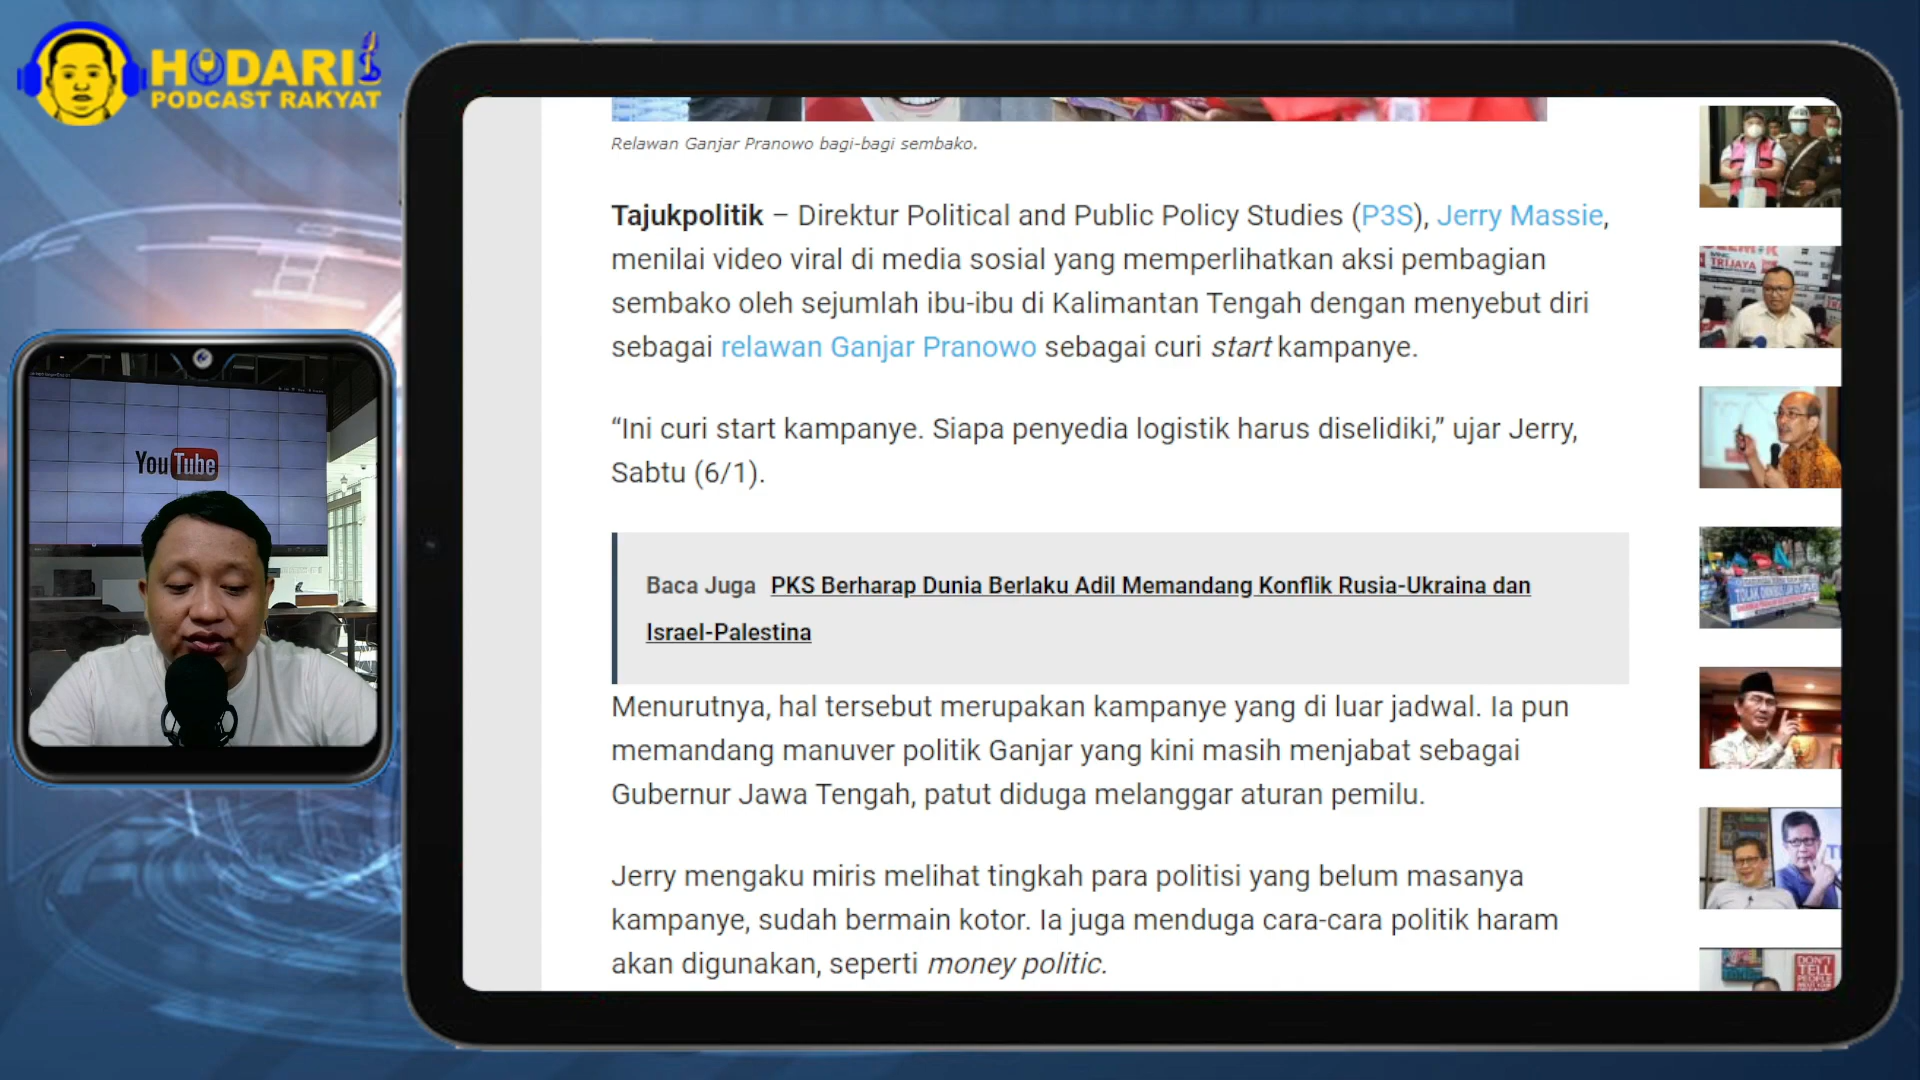 HODARI
PODCAST RAKYAT
YouTube
Relawan Ganjar Pranowo bagi-bagi sembako.
Tajukpolitik – Direktur Political and Public Policy Studies (P3S), Jerry Massie,
menilai video viral di media sosial yang memperlihatkan aksi pembagian
sembako oleh sejumlah ibu-ibu di Kalimantan Tengah dengan menyebut diri
sebagai relawan Ganjar Pranowo sebagai curi start kampanye.
“Ini curi start kampanye. Siapa penyedia logistik harus diselidiki,” ujar Jerry,
Sabtu (6/1).
Baca Juga PKS Berharap Dunia Berlaku Adil Memandang Konflik Rusia-Ukraina dan
Israel-Palestina
Menurutnya, hal tersebut merupakan kampanye yang di luar jadwal. Ia pun
memandang manuver politik Ganjar yang kini masih menjabat sebagai
Gubernur Jawa Tengah, patut diduga melanggar aturan pemilu.
Jerry mengaku miris melihat tingkah para politisi yang belum masanya
kampanye, sudah bermain kotor. Ia juga menduga cara-cara politik haram
akan digunakan, seperti money politic.
TRIJAYA
DON'T
TELL
PEOPLE